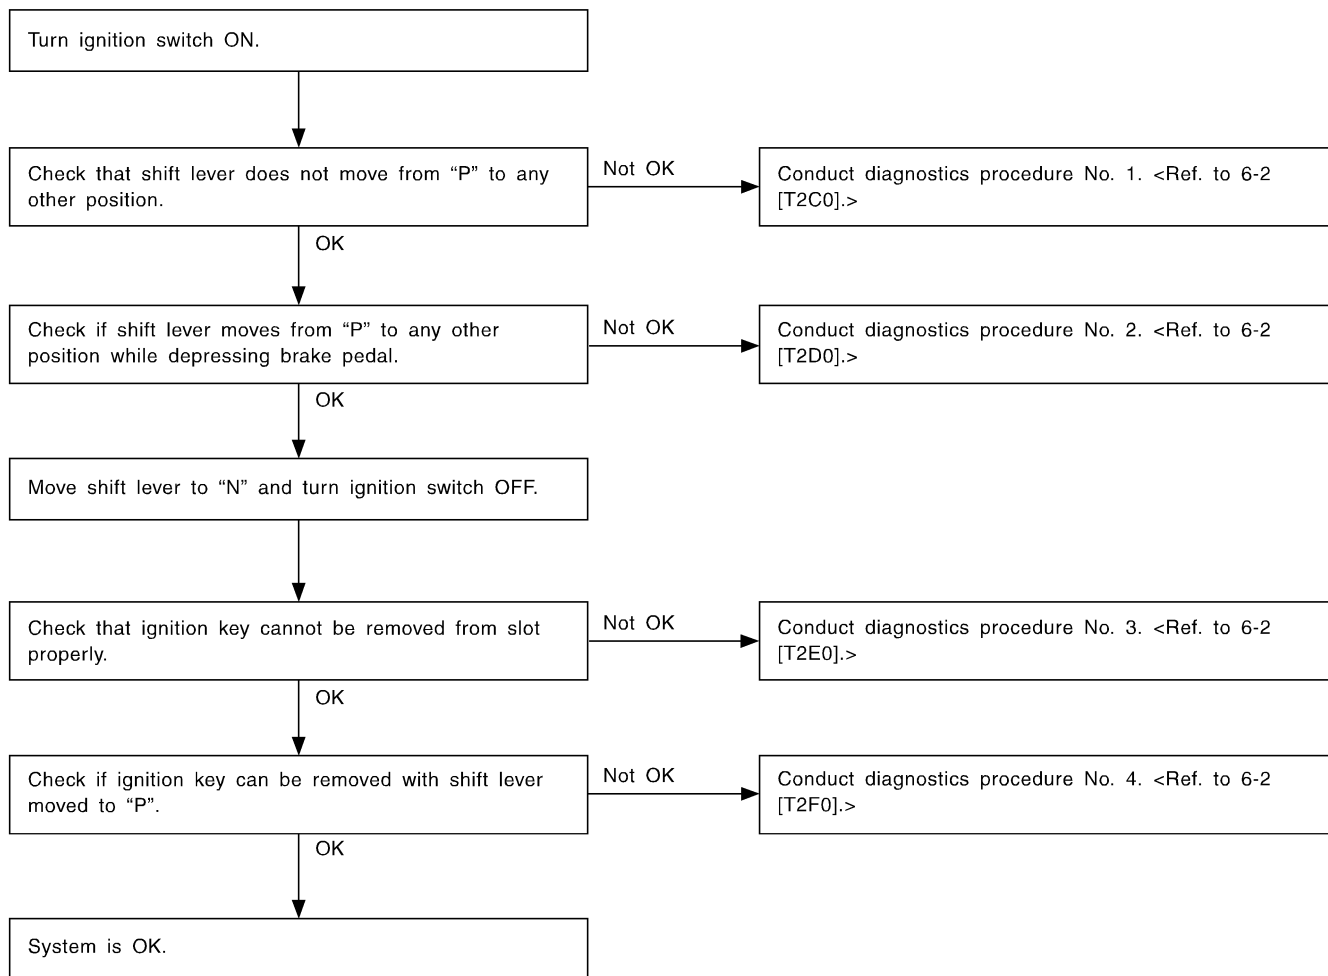 Turn ignition switch ON.
Check that shift lever does not move from “P” to any
other position.
Not OK
Conduct diagnostics procedure No. 1. <Ref. to 6-2
[T2C0].>
OK
Check if shift lever moves from “P” to any other
position while depressing brake pedal.
Not OK
Conduct diagnostics procedure No. 2. <Ref. to 6-2
[T2D0].>
OK
Move shift lever to “N” and turn ignition switch OFF.
Check that ignition key cannot be removed from slot
properly.
Not OK
Conduct diagnostics procedure No. 3. <Ref. to 6-2
[T2E0].>
OK
Check if ignition key can be removed with shift lever
moved to “P”.
Not OK
Conduct diagnostics procedure No. 4. <Ref. to 6-2
[T2F0].>
OK
System is OK.